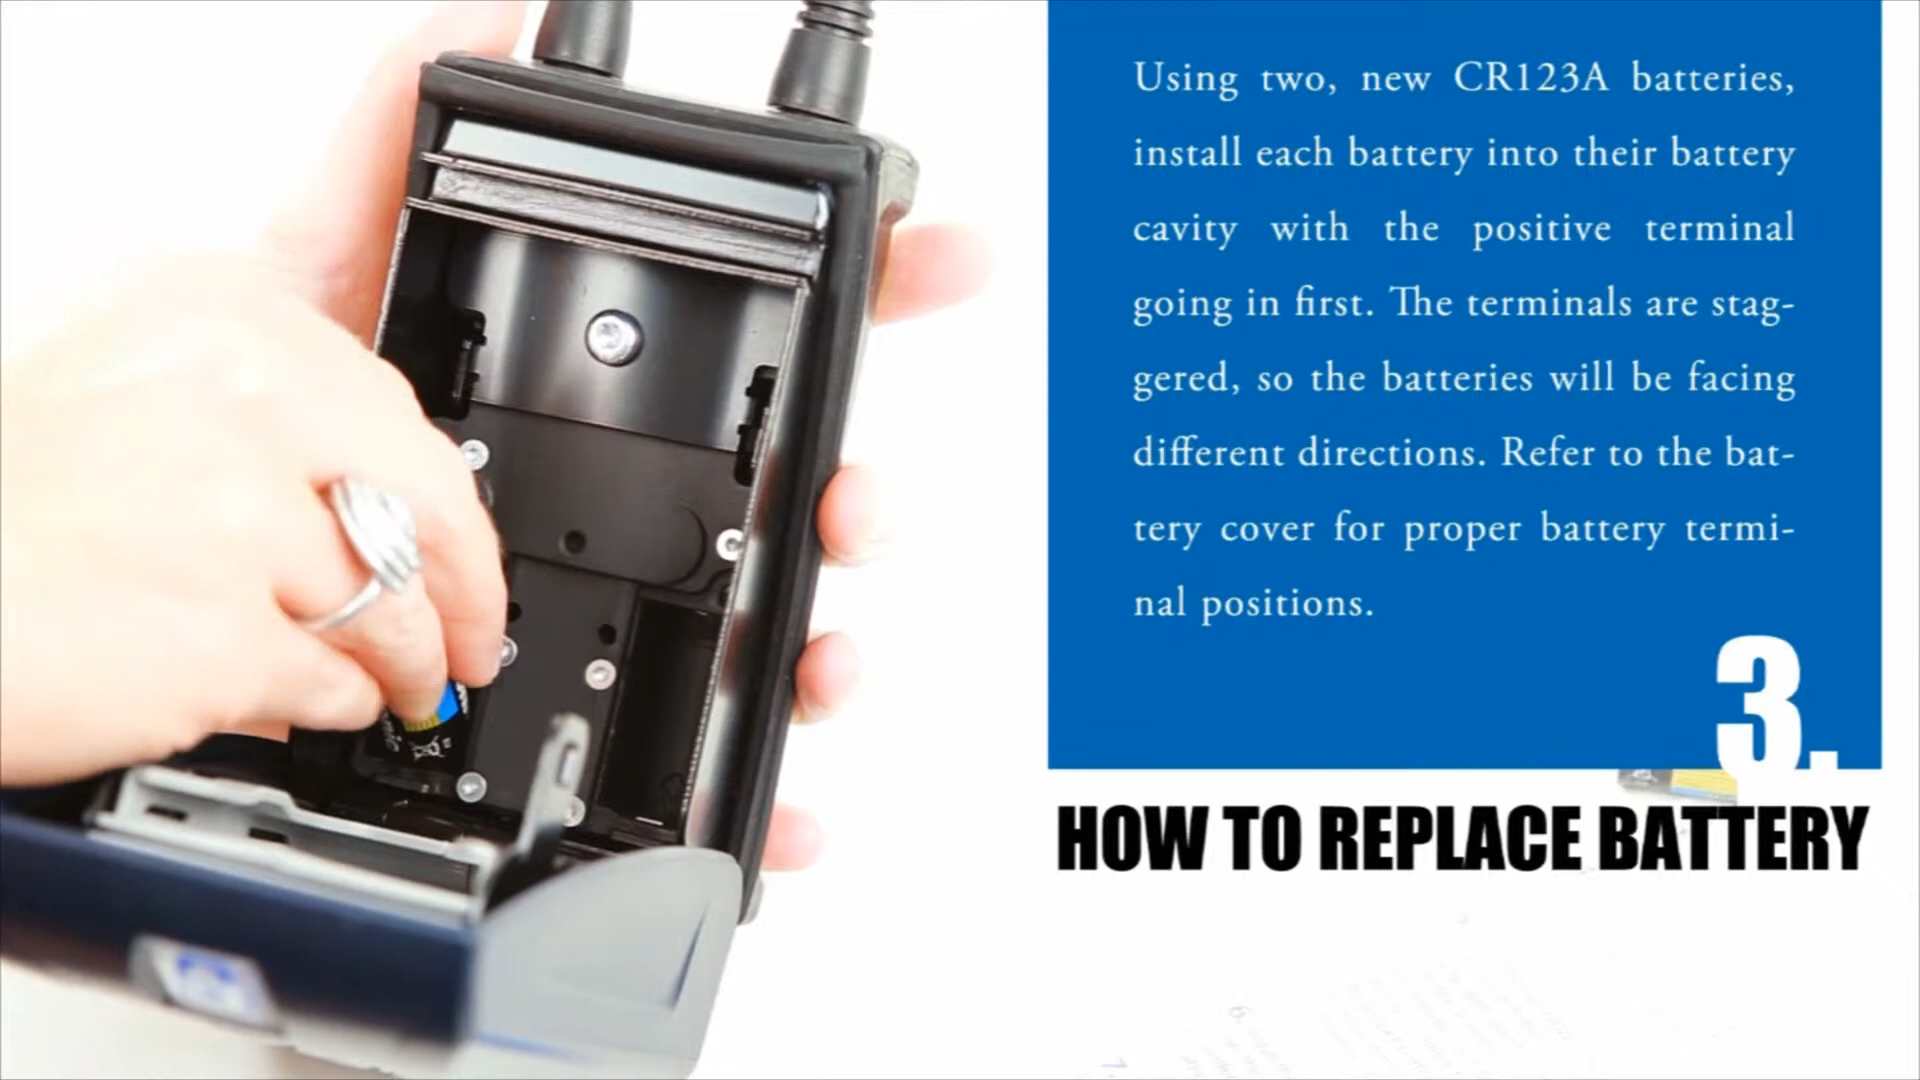 Using two, new CR123A batteries,
install each battery into their battery
cavity with the positive terminal
going in first. The terminals are stag-
gered, so the batteries will be facing
different directions. Refer to the bat-
tery cover for proper battery termi-
nal positions.
3.
HOW TO REPLACE BATTERY